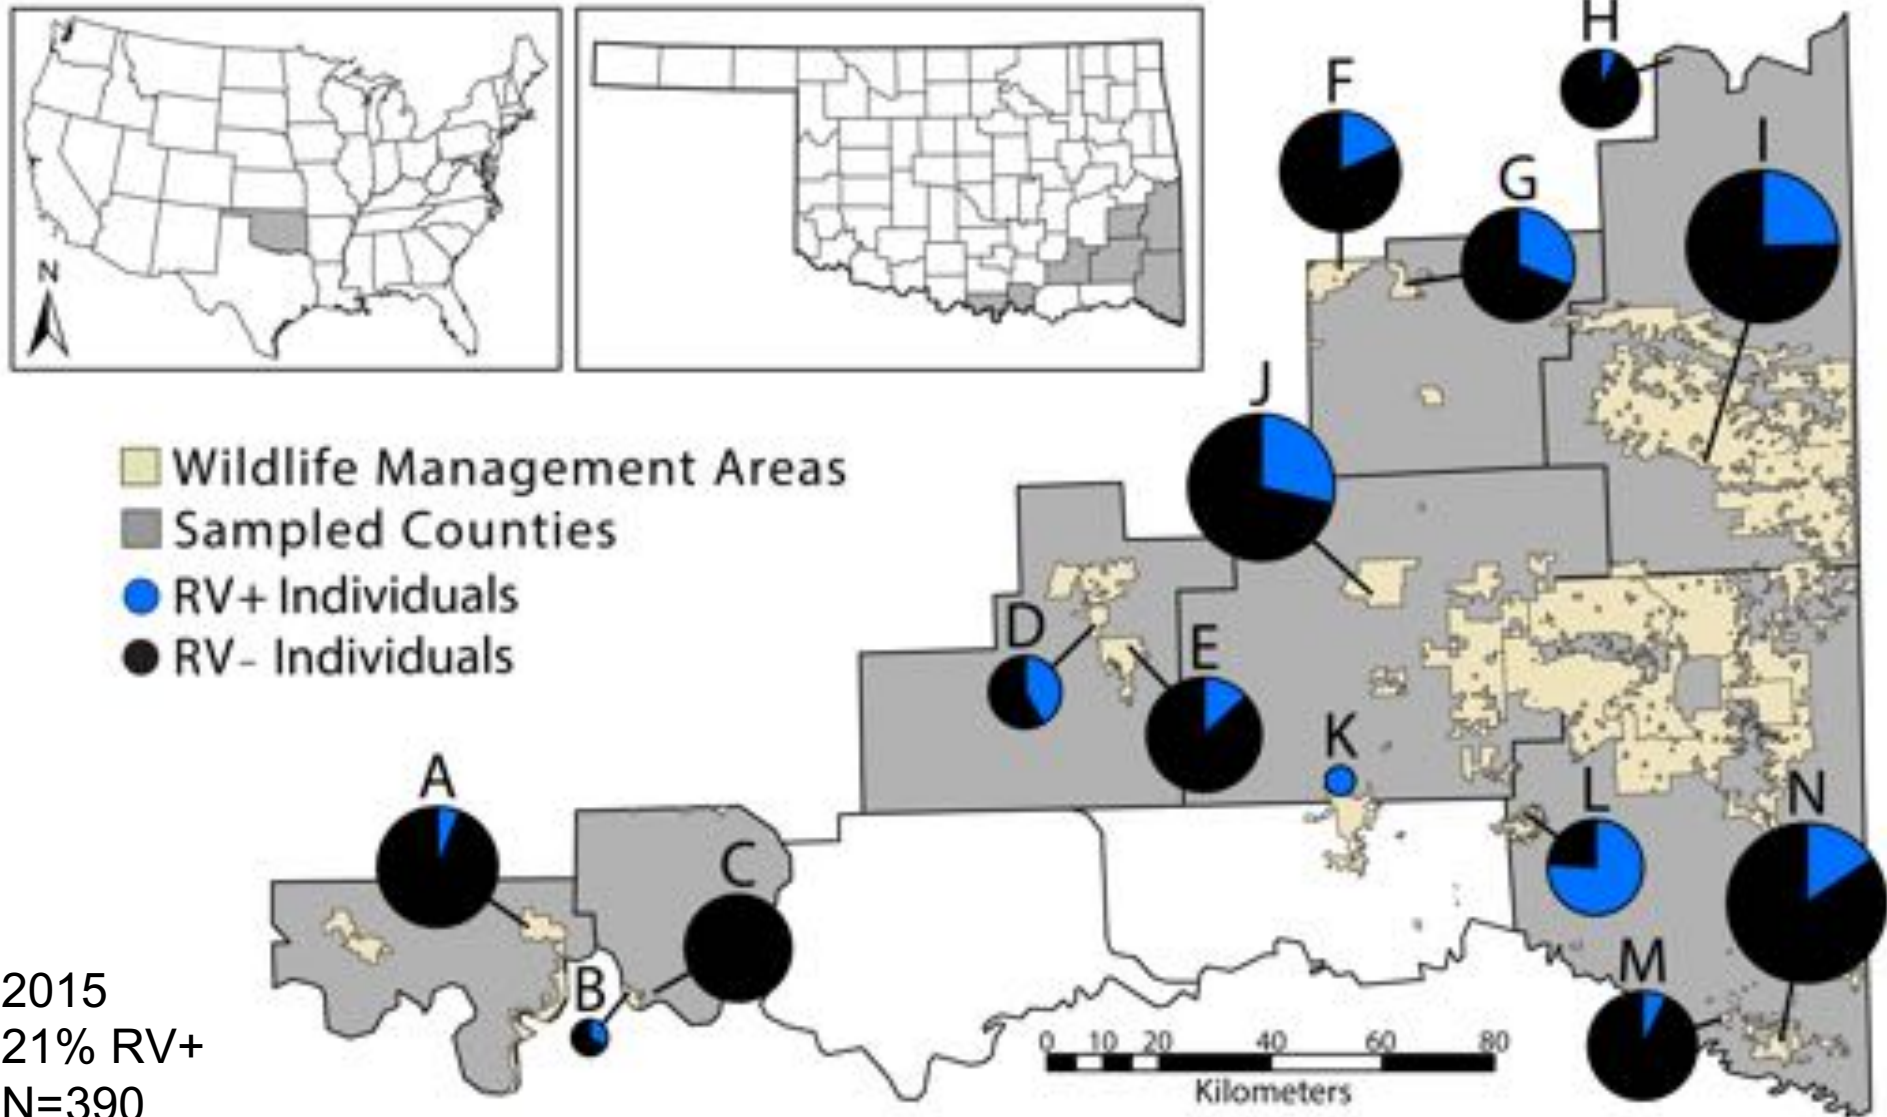 N
H
F
I
G
J
Wildlife Management Areas
Sampled Counties
RV+ Individuals
RV- Individuals
D
E
K
A
L
N
C
M
B
2015
21% RV+
N=390
0 10 20 40 60 80
Kilometers